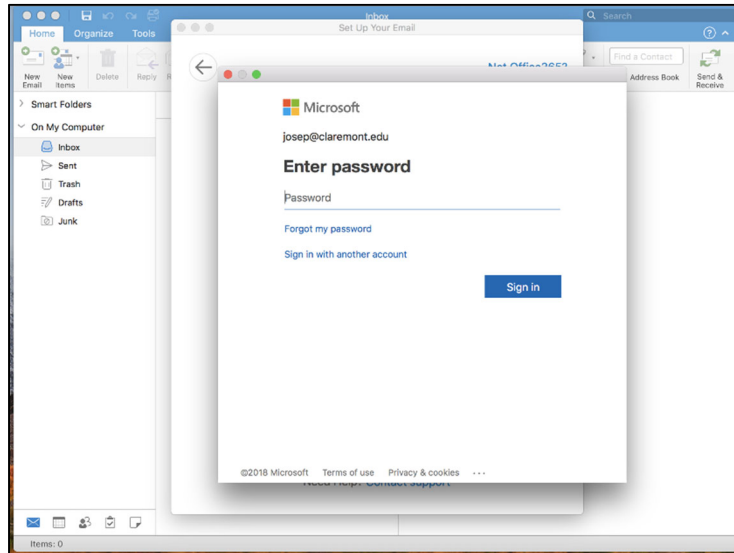 Inbox
Search
Home Organize Tools
Set Up Your Email
Find a Contact
New Email
New Items
Delete
Reply
Address Book
Send & Receive
Smart Folders
On My Computer
Inbox
Sent
Trash
Drafts
Junk
Not Office365?
Microsoft
josep@claremont.edu
Enter password
Password
Forgot my password
Sign in with another account
Sign in
©2018 Microsoft Terms of use Privacy & cookies ...
Need Help? Contact support
Items: 0